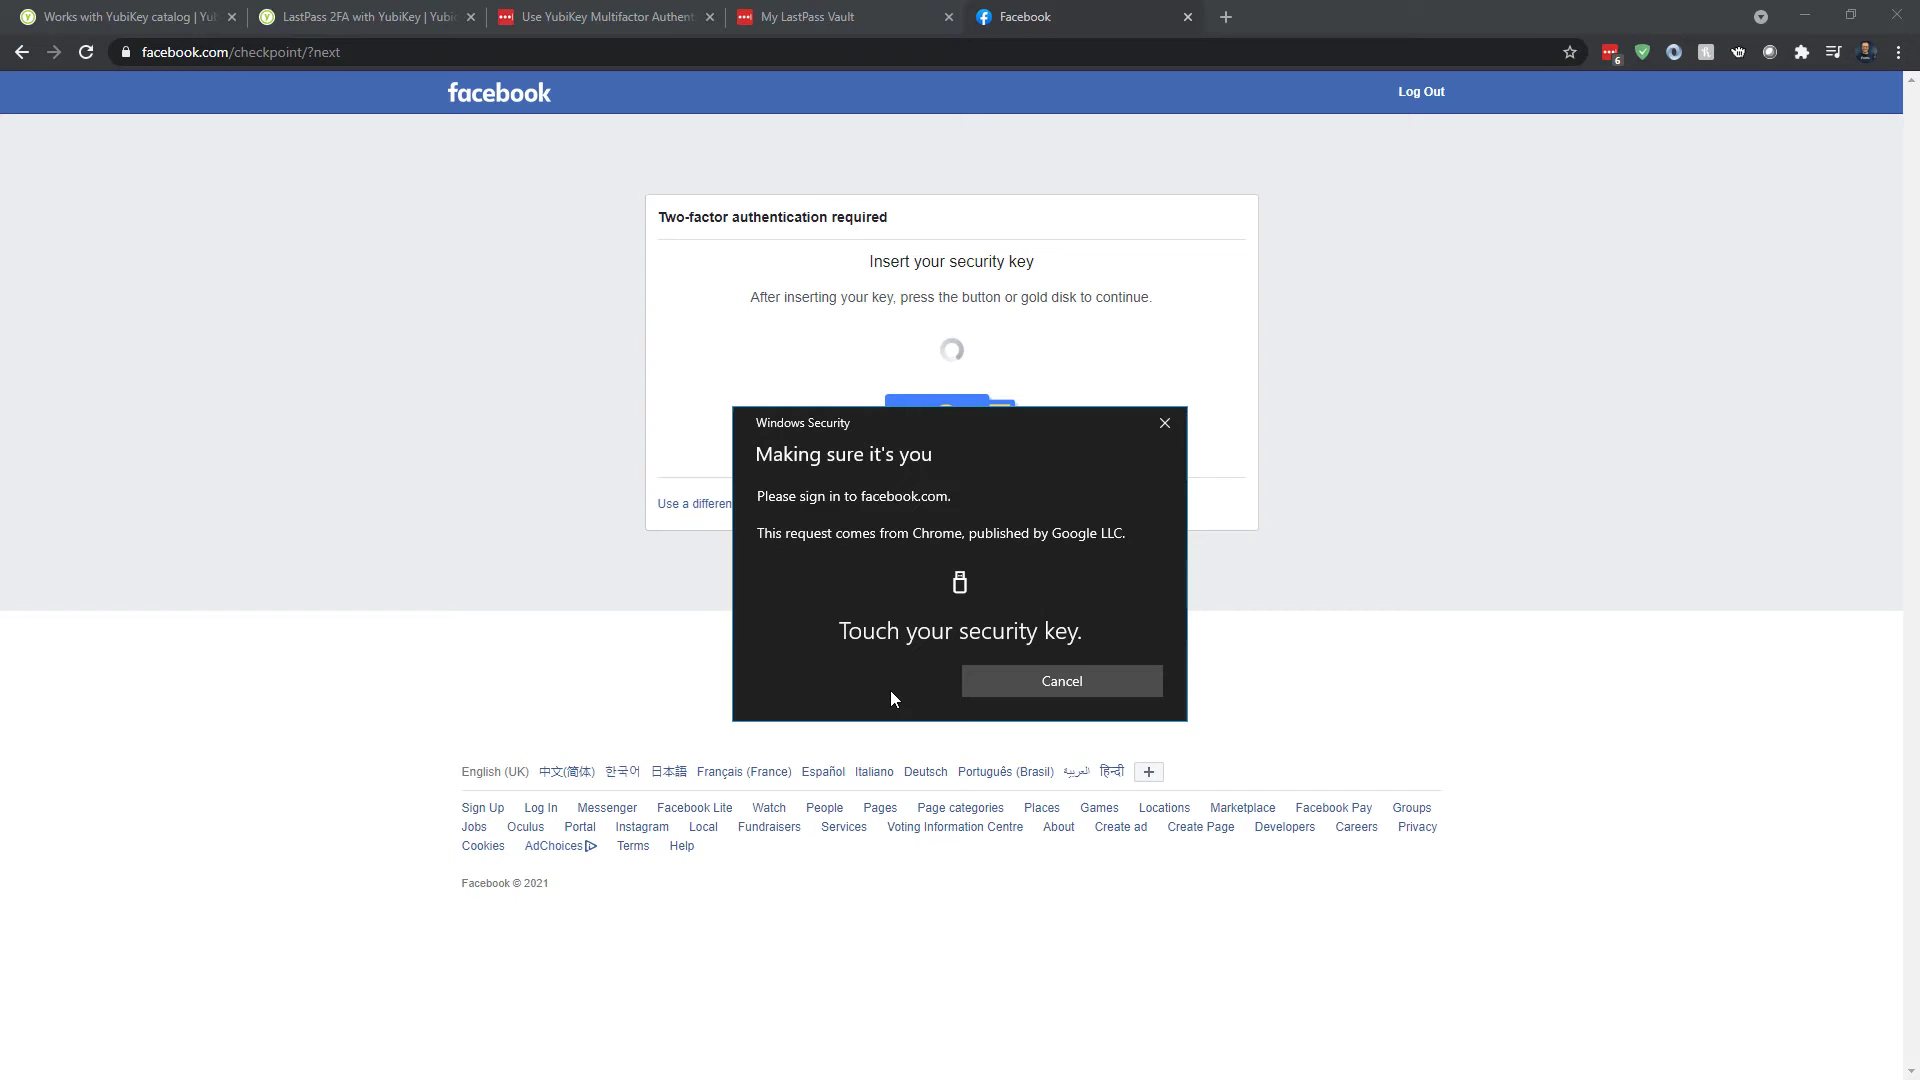 Works with YubiKey catalog | Yu
LastPass 2FA with YubiKey | Yubic
Use YubiKey Multifactor Authent
My LastPass Vault
Facebook
facebook.com/checkpoint/?next
6
facebook
Log Out
Two-factor authentication required
Insert your security key
After inserting your key, press the button or gold disk to continue.
Use a differen
Windows Security
Making sure it's you
Please sign in to facebook.com.
This request comes from Chrome, published by Google LLC.
Touch your security key.
Cancel
English (UK) 中文(简体) 한국어 日本語 Français (France) Español Italiano Deutsch Português (Brasil) العربية हिन्दी
Sign Up Log In Messenger Facebook Lite Watch People Pages Page categories Places Games Locations Marketplace Facebook Pay Groups
Jobs Oculus Portal Instagram Local Fundraisers Services Voting Information Centre About Create ad Create Page Developers Careers Privacy
Cookies AdChoices Terms Help
Facebook © 2021